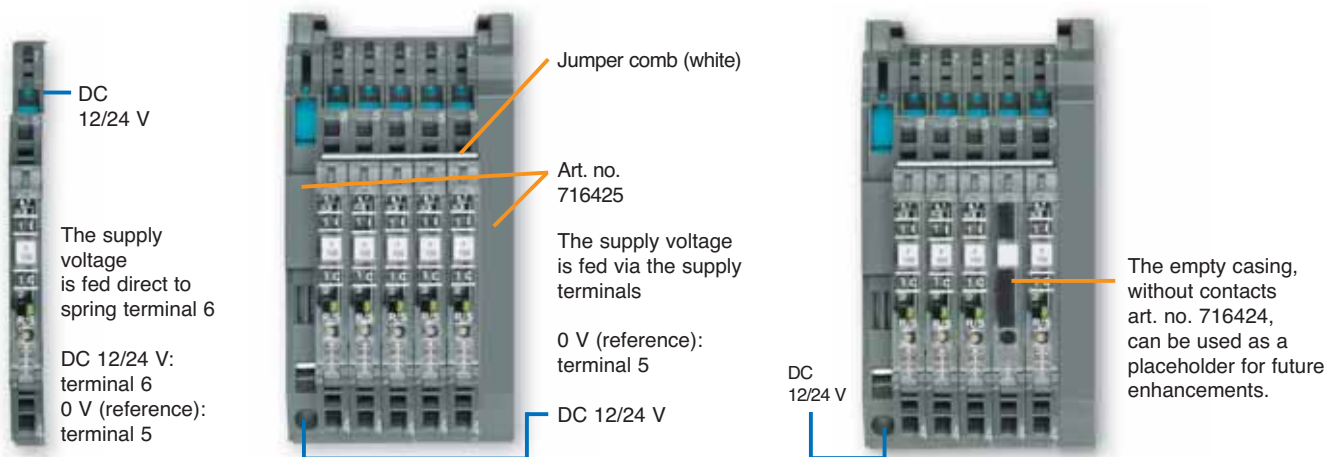 DC
12/24 V
The supply
voltage
is fed direct to
spring terminal 6
DC 12/24 V:
terminal 6
0 V (reference):
terminal 5
Jumper comb (white)
Art. no.
716425
The supply voltage
is fed via the supply
terminals
0 V (reference):
terminal 5
DC 12/24 V
DC
12/24 V
The empty casing,
without contacts
art. no. 716424,
can be used as a
placeholder for future
enhancements.